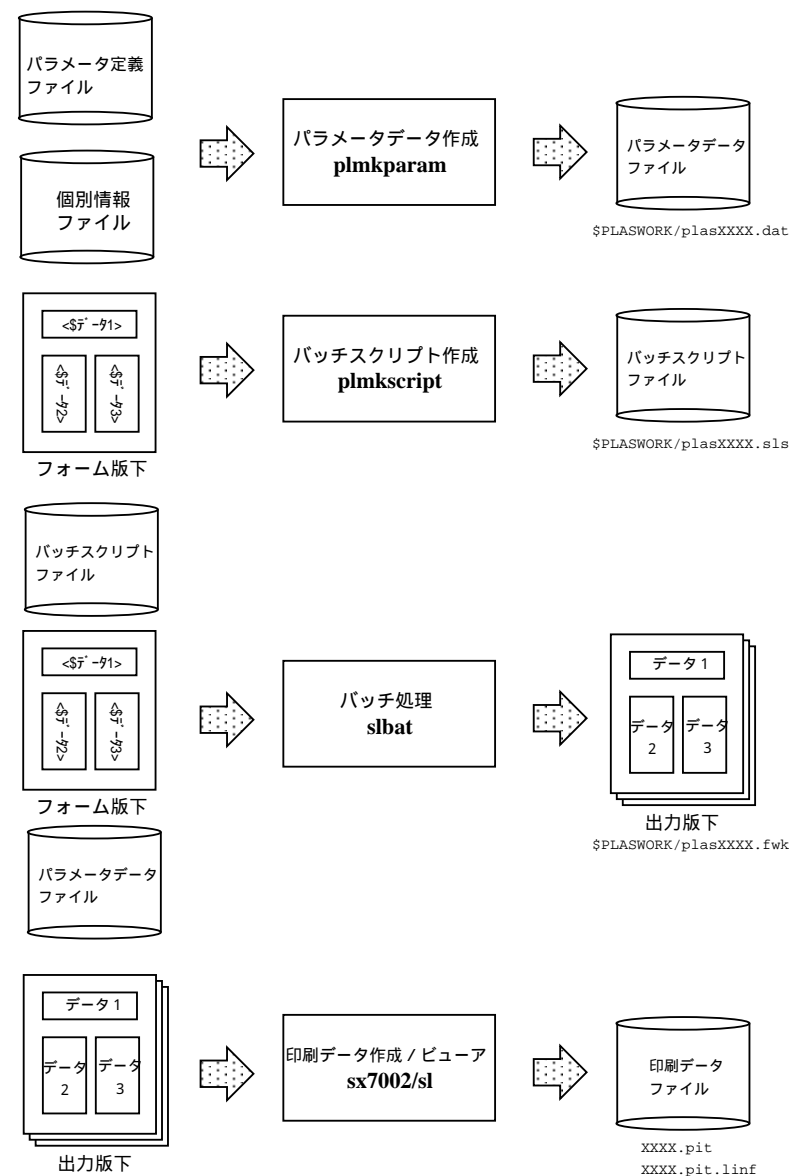 パラメータ定義
ファイル
個別情報
ファイル
パラメータデータ作成
plmkparam
パラメータデータ
ファイル
$PLASWORK/plasXXXX.dat
<$ﾃﾞｰﾀ1>
<$ﾃﾞｰﾀ2>
<$ﾃﾞｰﾀ3>
フォーム版下
バッチスクリプト作成
plmkscript
バッチスクリプト
ファイル
$PLASWORK/plasXXXX.sls
バッチスクリプト
ファイル
<$ﾃﾞｰﾀ1>
<$ﾃﾞｰﾀ2>
<$ﾃﾞｰﾀ3>
フォーム版下
パラメータデータ
ファイル
バッチ処理
slbat
データ1
データ
2
データ
3
出力版下
$PLASWORK/plasXXXX.fwk
データ1
データ
2
データ
3
出力版下
印刷データ作成 / ビューア
sx7002/sl
印刷データ
ファイル
XXXX.pit
XXXX.pit.linf